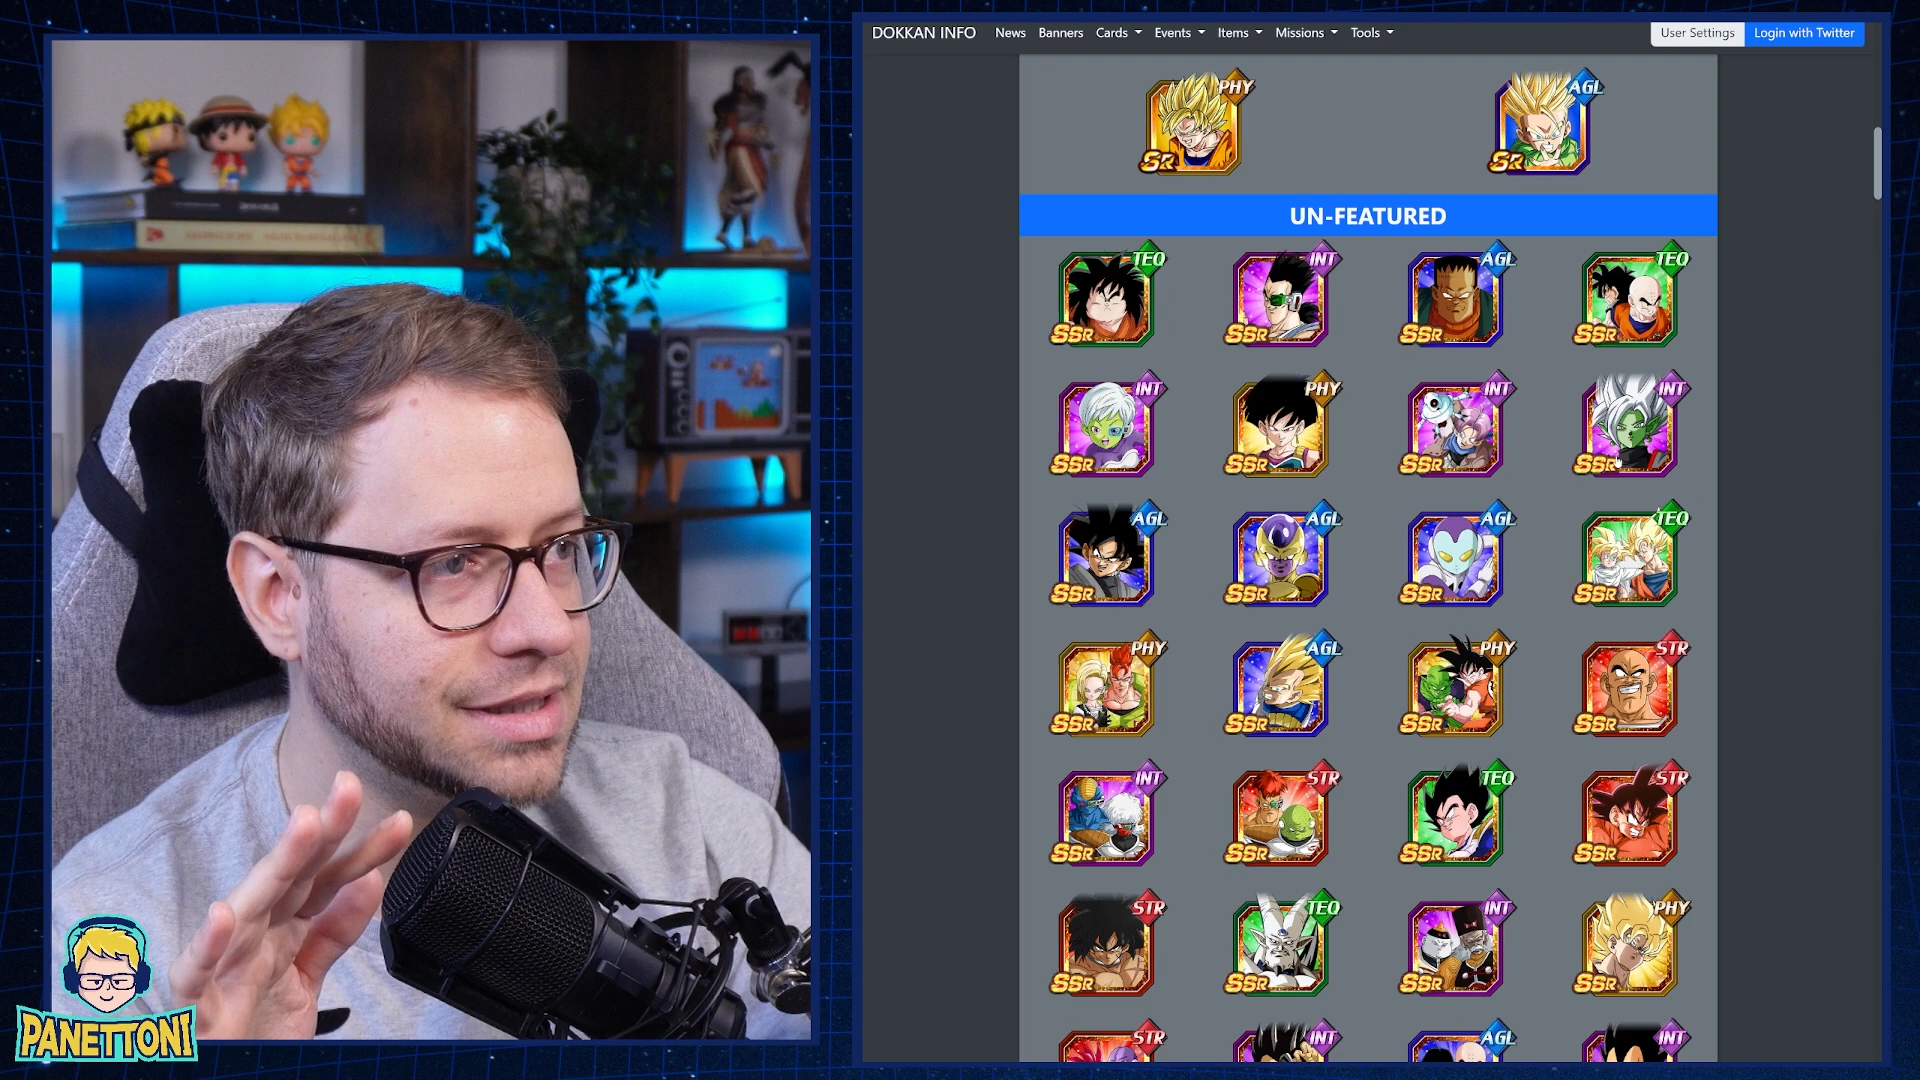 DOKKAN INFO News Banners Cards Events Items Missions Tools User Settings Login with Twitter
PHY AGL
SR SR
UN-FEATURED
TEQ INT AGL TEQ
SSR SSR SSR SSR
INT PHY INT INT
SSR SSR SSR SSR
AGL AGL AGL TEQ
SSR SSR SSR SSR
PHY AGL PHY STR
SSR SSR SSR SSR
INT STR TEQ STR
SSR SSR SSR SSR
STR TEQ INT PHY
SSR SSR SSR SSR
STR INT AGL INT
PANETTONI